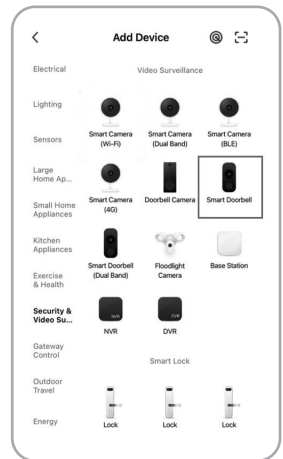 Add Device
Electrical
Lighting
Sensors
Large
Home Ap...
Small Home
Appliances
Kitchen
Appliances
Exercise
& Health
Security &
Video Su...
Gateway
Control
Outdoor
Travel
Energy
Video Surveillance
Smart Camera
(Wi-Fi)
Smart Camera
(Dual Band)
Smart Camera
(BLE)
Smart Camera
(4G)
Doorbell Camera
Smart Doorbell
Smart Doorbell
(Dual Band)
Floodlight
Camera
Base Station
NVR
NVR
DVR
DVR
Smart Lock
Lock
Lock
Lock